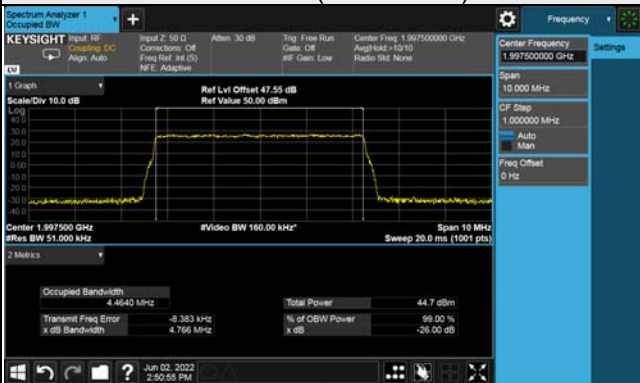 Spectrum Analyzer 1
Occupied BW
Frequency
KEYSIGHT
Input: RF
Coupling: DC
Align: Auto
Input Z: 50 Ω
Corrections: Off
Freq Ref: Int (S)
NFE: Adaptive
Atten: 30 dB
Trig: Free Run
Gate: Off
#IF Gain: Low
Center Freq: 1.997500000 GHz
Avg|Hold:>10/10
Radio Std: None
Center Frequency
1.997500000 GHz
Settings
Span
10.000 MHz
CF Step
1.000000 MHz
Auto
Man
Freq Offset
0 Hz
1 Graph
Scale/Div 10.0 dB
Ref Lvl Offset 47.55 dB
Ref Value 50.00 dBm
Log
40.0
30.0
20.0
10.0
0.00
-10.0
-20.0
-30.0
-40.0
Center 1.997500 GHz
#Res BW 51.000 kHz
#Video BW 160.00 kHz*
Span 10 MHz
Sweep 20.0 ms (1001 pts)
2 Metrics
Occupied Bandwidth
4.4640 MHz
Total Power 44.7 dBm
Transmit Freq Error -8.383 kHz
% of OBW Power 99.00 %
x dB Bandwidth 4.766 MHz
x dB -26.00 dB
Jun 02, 2022
2:50:55 PM